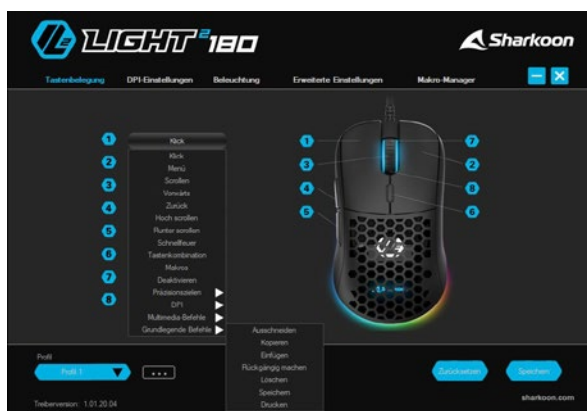 LIGHT² 180
Sharkoon
Tastenbelegung DPI-Einstellungen Beleuchtung Erweiterte Einstellungen Makro-Manager
1 Klick
2 Klick
Menü
3 Scrollen
Vorwärts
4 Zurück
Hoch scrollen
5 Runter scrollen
Schnellfeuer
6 Tastenkombination
Makros
7 Deaktivieren
Präzisionszielen
8 DPI
Multimedia-Befehle
Grundlegende Befehle
Ausschneiden
Kopieren
Einfügen
Rückgängig machen
Löschen
Speichern
Drucken
1 7
3 2
4 8
5 6
Profil
Profil 1 ...
Zurücksetzen Speichern
Treiberversion: 1.01.20.04
sharkoon.com